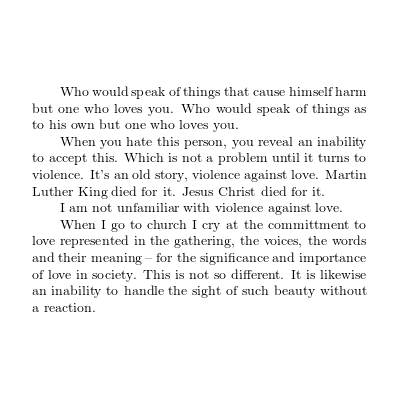 Who would speak of things that cause himself harm
but one who loves you. Who would speak of things as
to his own but one who loves you.
When you hate this person, you reveal an inability
to accept this. Which is not a problem until it turns to
violence. It's an old story, violence against love. Martin
Luther King died for it. Jesus Christ died for it.
I am not unfamiliar with violence against love.
When I go to church I cry at the committment to
love represented in the gathering, the voices, the words
and their meaning – for the significance and importance
of love in society. This is not so different. It is likewise
an inability to handle the sight of such beauty without
a reaction.